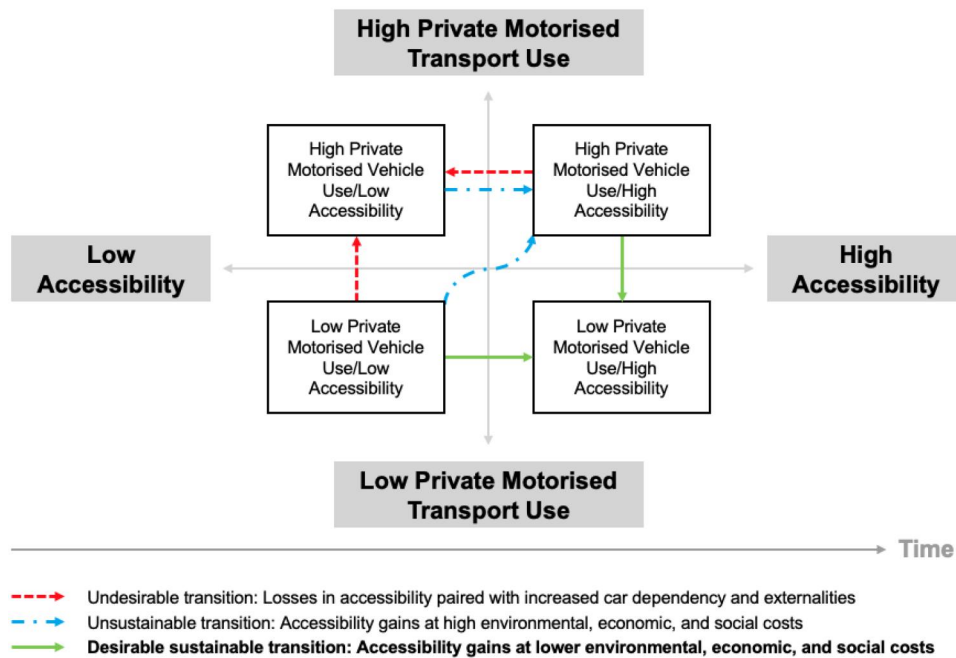 High Private Motorised
Transport Use
High Private
Motorised Vehicle
Use/Low
Accessibility
High Private
Motorised Vehicle
Use/High
Accessibility
Low
Accessibility
High
Accessibility
Low Private
Motorised Vehicle
Use/Low
Accessibility
Low Private
Motorised Vehicle
Use/High
Accessibility
Low Private Motorised
Transport Use
Time
Undesirable transition: Losses in accessibility paired with increased car dependency and externalities
Unsustainable transition: Accessibility gains at high environmental, economic, and social costs
Desirable sustainable transition: Accessibility gains at lower environmental, economic, and social costs